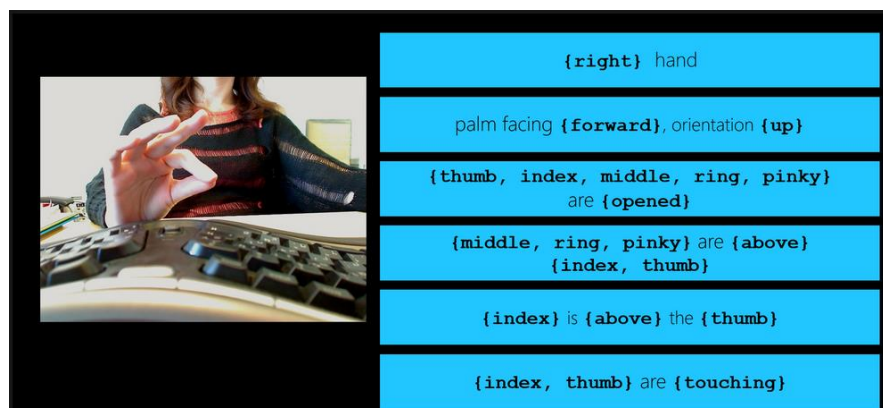 {right} hand
palm facing {forward}, orientation {up}
{thumb, index, middle, ring, pinky}
are {opened}
{middle, ring, pinky} are {above}
{index, thumb}
{index} is {above} the {thumb}
{index, thumb} are {touching}